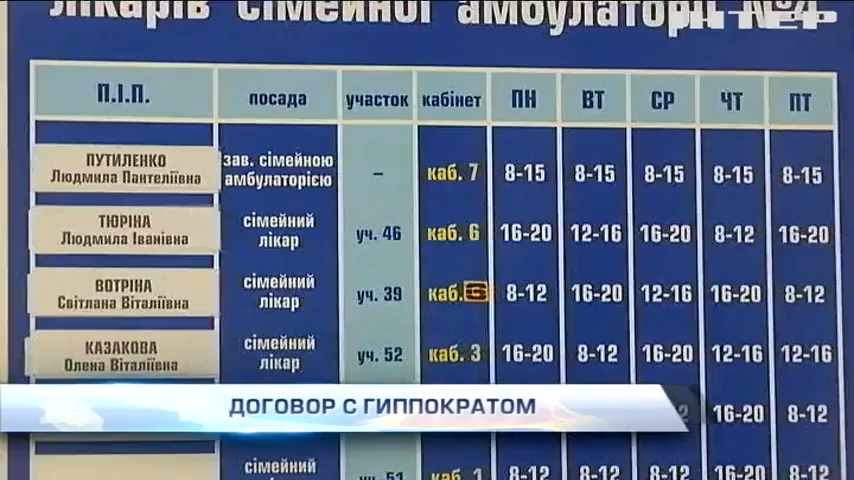 лікарів сімейної амбулаторії №4
ІНТЕР
П.І.П. посада участок кабінет ПН ВТ СР ЧТ ПТ
ПУТИЛЕНКО
Людмила Пантеліївна
зав. сімейною
амбулаторією
– каб. 7 8-15 8-15 8-15 8-15 8-15
ТЮРІНА
Людмила Іванівна
сімейний
лікар
уч. 46 каб. 6 16-20 12-16 16-20 8-12 16-20
ВОТРІНА
Світлана Віталіївна
сімейний
лікар
уч. 39 каб. 8-12 16-20 12-16 16-20 8-12
КАЗАКОВА
Олена Віталіївна
сімейний
лікар
уч. 52 каб. 3 16-20 8-12 16-20 12-16 12-16
ДОГОВОР С ГИППОКРАТОМ
16-20 8-12
сімейний
уч. 51 каб. 1 8-12 8-12 8-12 16-20 8-12